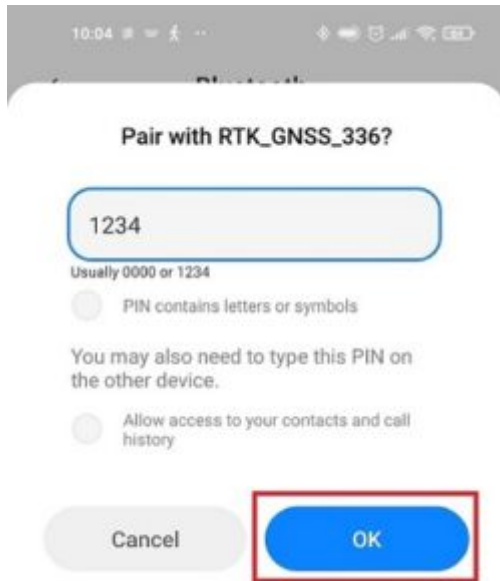 10:04
Pair with RTK_GNSS_336?
1234
Usually 0000 or 1234
PIN contains letters or symbols
You may also need to type this PIN on
the other device.
Allow access to your contacts and call
history
Cancel
OK